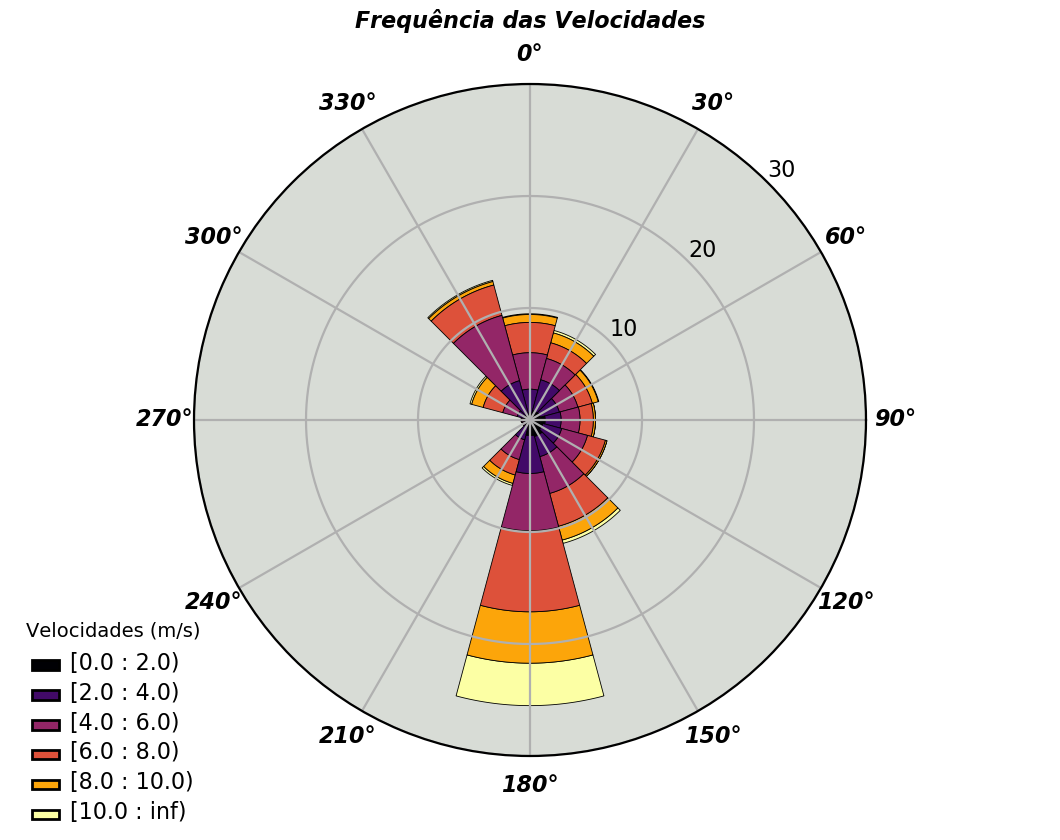 Frequência das Velocidades
0°
330°
30°
30
300°
60°
20
10
270°
90°
240°
120°
210°
150°
180°
Velocidades (m/s)
[0.0 : 2.0)
[2.0 : 4.0)
[4.0 : 6.0)
[6.0 : 8.0)
[8.0 : 10.0)
[10.0 : inf)